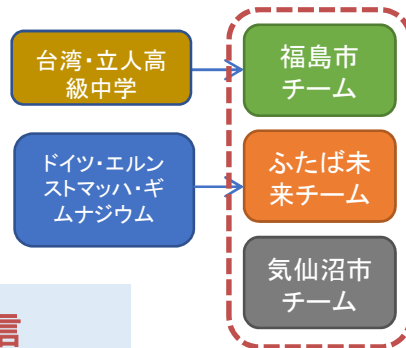 台湾・立人高
級中学
福島市
チーム
ドイツ・エルン
ストマッハ・ギ
ムナジウム
ふたば未
来チーム
気仙沼市
チーム
信